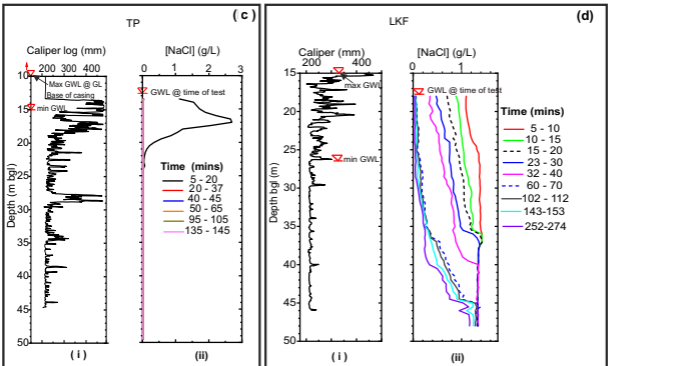 TP
( c )
Caliper log (mm)
[NaCl] (g/L)
200 300 400
0 1 2 3
10
15
20
25
30
35
40
45
50
Depth (m bgl)
Max GWL @ GL
Base of casing
min GWL
GWL @ time of test
Time (mins)
5 - 20
20 - 37
40 - 45
50 - 65
95 - 105
135 - 145
( i )
(ii)
LKF
(d)
Caliper (mm)
[NaCl] (g/L)
200 400
0 1
15
20
25
30
35
40
45
50
Depth bgl (m)
max GWL
min GWL
GWL @ time of test
Time (mins)
5 - 10
10 - 15
15 - 20
23 - 30
32 - 40
60 - 70
102 - 112
143-153
252-274
( i )
(ii)